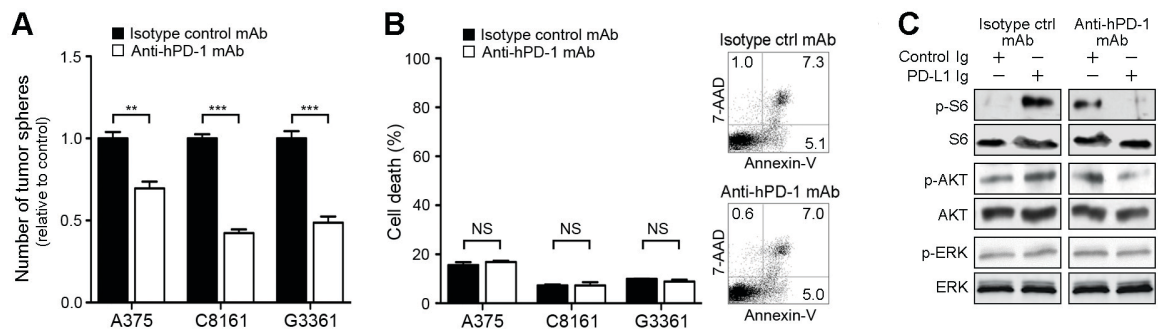 A
Isotype control mAb
Anti-hPD-1 mAb
Number of tumor spheres
(relative to control)
1.5
1.0
0.5
0.0
**
***
***
A375
C8161
G3361
B
Isotype control mAb
Anti-hPD-1 mAb
Cell death (%)
100
80
60
40
20
0
NS
NS
NS
A375
C8161
G3361
Isotype ctrl mAb
1.0
7.3
7-AAD
5.1
Annexin-V
Anti-hPD-1 mAb
0.6
7.0
7-AAD
5.0
Annexin-V
C
Isotype ctrl
mAb
Anti-hPD-1
mAb
Control Ig + − + −
PD-L1 Ig − + − +
p-S6
S6
p-AKT
AKT
p-ERK
ERK